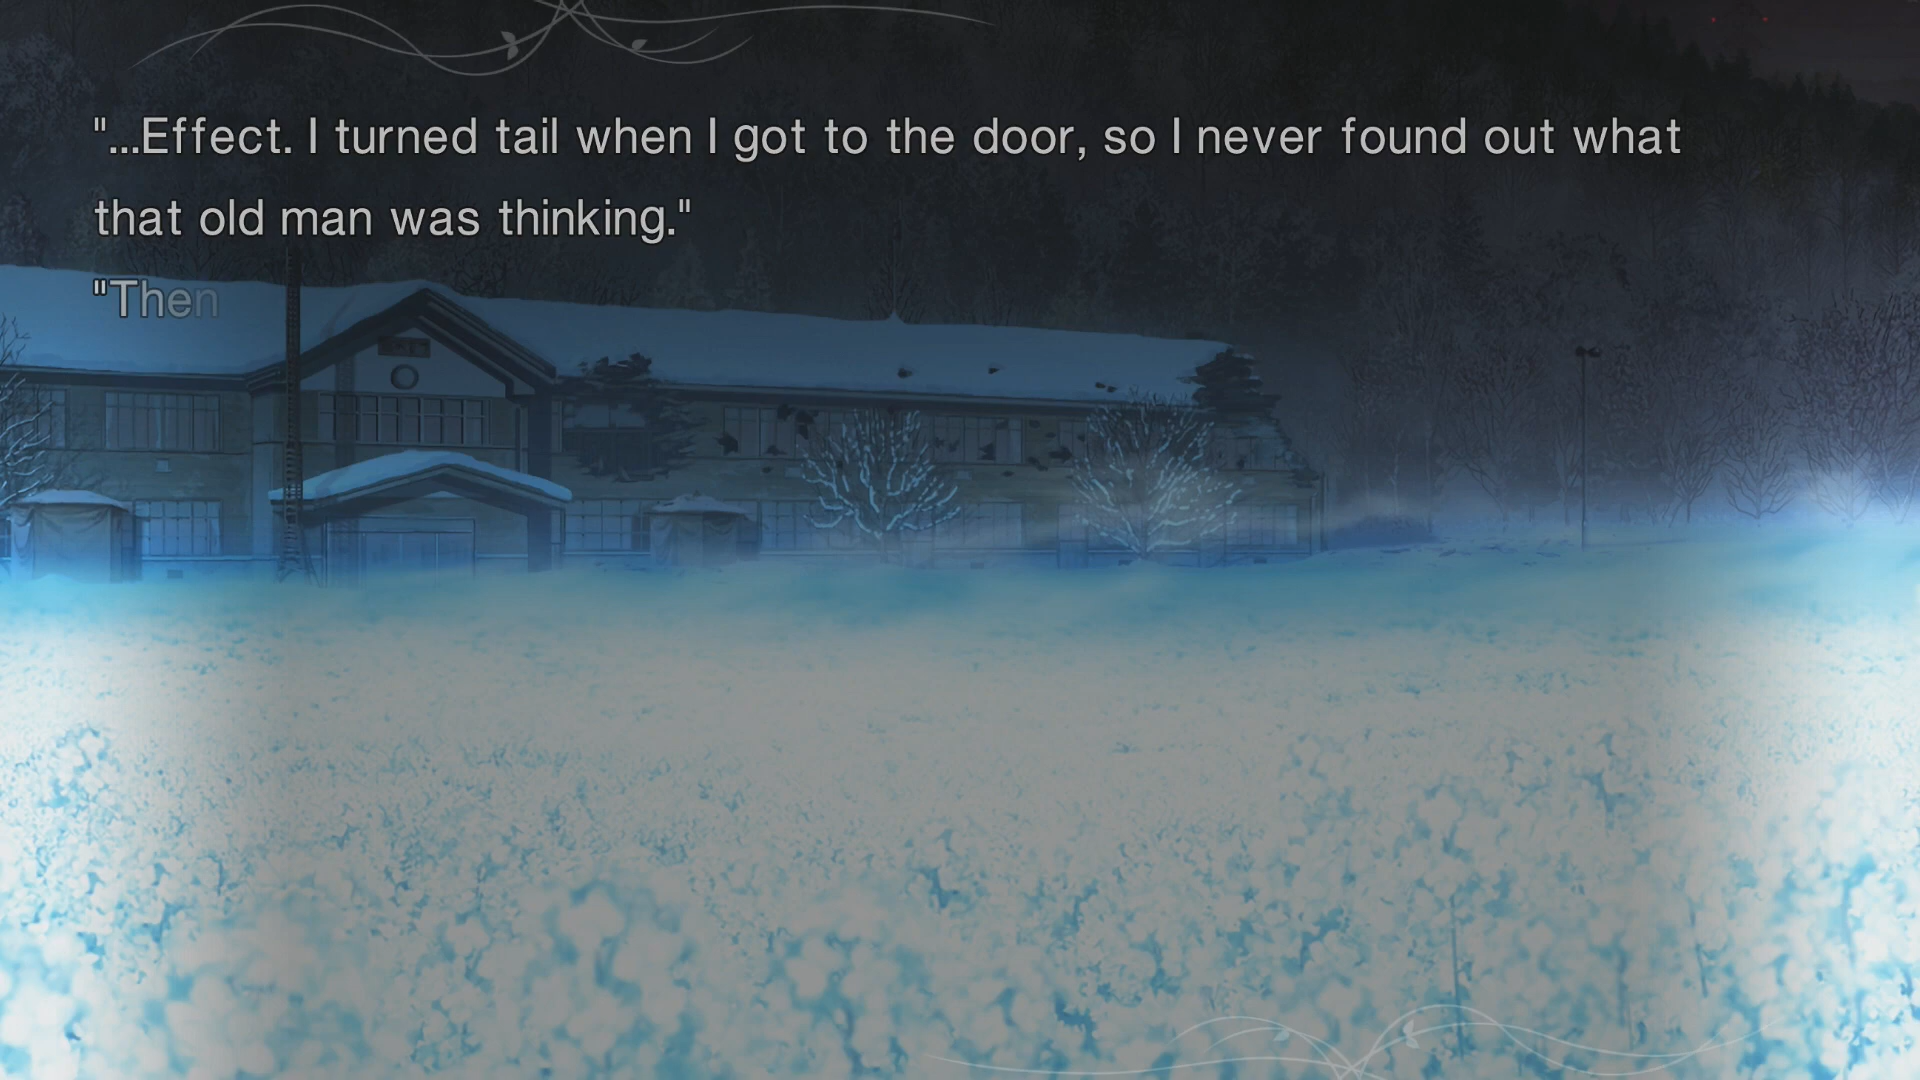 "...Effect. I turned tail when I got to the door, so I never found out what
that old man was thinking."
"Then